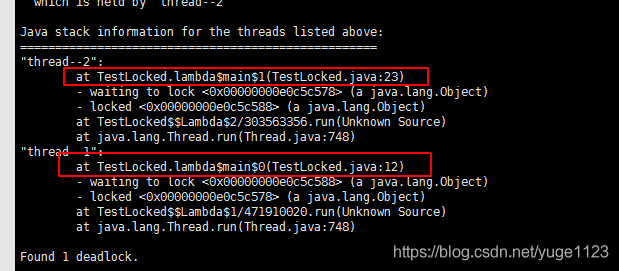 which is held by "thread--2"
Java stack information for the threads listed above:
===================================================
"thread--2":
at TestLocked.lambda$main$1(TestLocked.java:23)
- waiting to lock <0x00000000e0c5c578> (a java.lang.Object)
- locked <0x00000000e0c5c588> (a java.lang.Object)
at TestLocked$$Lambda$2/303563356.run(Unknown Source)
at java.lang.Thread.run(Thread.java:748)
"thread--1":
at TestLocked.lambda$main$0(TestLocked.java:12)
- waiting to lock <0x00000000e0c5c588> (a java.lang.Object)
- locked <0x00000000e0c5c578> (a java.lang.Object)
at TestLocked$$Lambda$1/471910020.run(Unknown Source)
at java.lang.Thread.run(Thread.java:748)
Found 1 deadlock.
https://blog.csdn.net/yuge1123